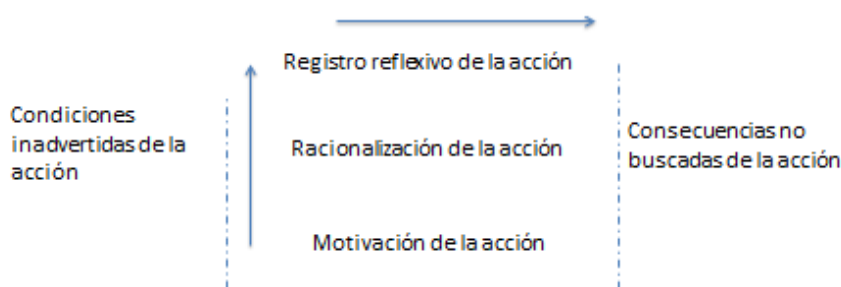 Registro reflexivo de la acción
Condiciones
inadvertidas de la
acción
Racionalización de la acción
Consecuencias no
buscadas de la acción
Motivación de la acción